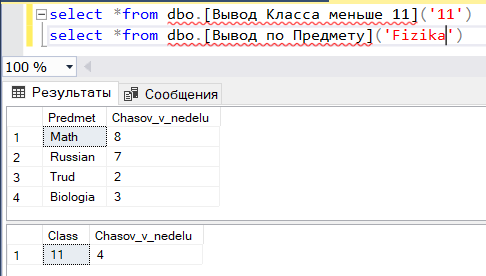 select *from dbo.[Вывод Класса меньше 11]('11')
select *from dbo.[Вывод по Предмету]('Fizika')
100 %
Результаты Сообщения
Predmet Chasov_v_nedelu
1 Math 8
2 Russian 7
3 Trud 2
4 Biologia 3
Class Chasov_v_nedelu
1 11 4